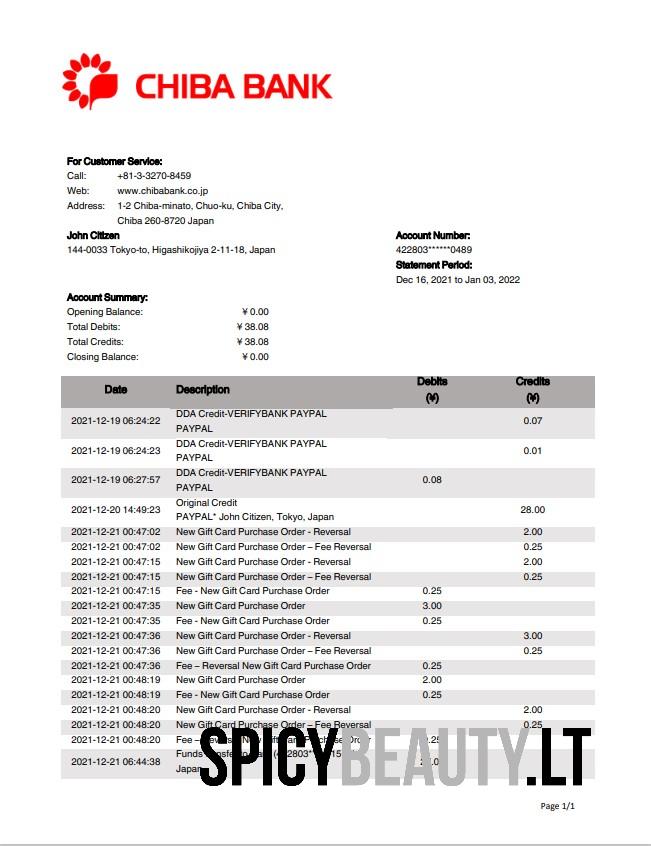 CHIBA BANK
For Customer Service:
Call: +81-3-3270-8459
Web: www.chibabank.co.jp
Address: 1-2 Chiba-minato, Chuo-ku, Chiba City,
Chiba 260-8720 Japan
John Citizen Account Number:
144-0033 Tokyo-to, Higashikojiya 2-11-18, Japan 422803******0489
Statement Period:
Dec 16, 2021 to Jan 03, 2022
Account Summary:
Opening Balance: ¥ 0.00
Total Debits: ¥ 38.08
Total Credits: ¥ 38.08
Closing Balance: ¥ 0.00
Date Description Debits (¥) Credits (¥)
DDA Credit-VERIFYBANK PAYPAL
2021-12-19 06:24:22 PAYPAL 0.07
DDA Credit-VERIFYBANK PAYPAL
2021-12-19 06:24:23 PAYPAL 0.01
DDA Credit-VERIFYBANK PAYPAL
2021-12-19 06:27:57 PAYPAL 0.08
Original Credit
2021-12-20 14:49:23 PAYPAL* John Citizen, Tokyo, Japan 28.00
2021-12-21 00:47:02 New Gift Card Purchase Order - Reversal 2.00
2021-12-21 00:47:02 New Gift Card Purchase Order – Fee Reversal 0.25
2021-12-21 00:47:15 New Gift Card Purchase Order - Reversal 2.00
2021-12-21 00:47:15 New Gift Card Purchase Order – Fee Reversal 0.25
2021-12-21 00:47:15 Fee - New Gift Card Purchase Order 0.25
2021-12-21 00:47:35 New Gift Card Purchase Order 3.00
2021-12-21 00:47:35 Fee - New Gift Card Purchase Order 0.25
2021-12-21 00:47:36 New Gift Card Purchase Order - Reversal 3.00
2021-12-21 00:47:36 New Gift Card Purchase Order – Fee Reversal 0.25
2021-12-21 00:47:36 Fee – Reversal New Gift Card Purchase Order 0.25
2021-12-21 00:48:19 New Gift Card Purchase Order 2.00
2021-12-21 00:48:19 Fee - New Gift Card Purchase Order 0.25
2021-12-21 00:48:20 New Gift Card Purchase Order - Reversal 2.00
2021-12-21 00:48:20 New Gift Card Purchase Order – Fee Reversal 0.25
2021-12-21 00:48:20 Fee –
Funds
2021-12-21 06:44:38 Japan
SPICYBEAUTY.LT
Page 1/1